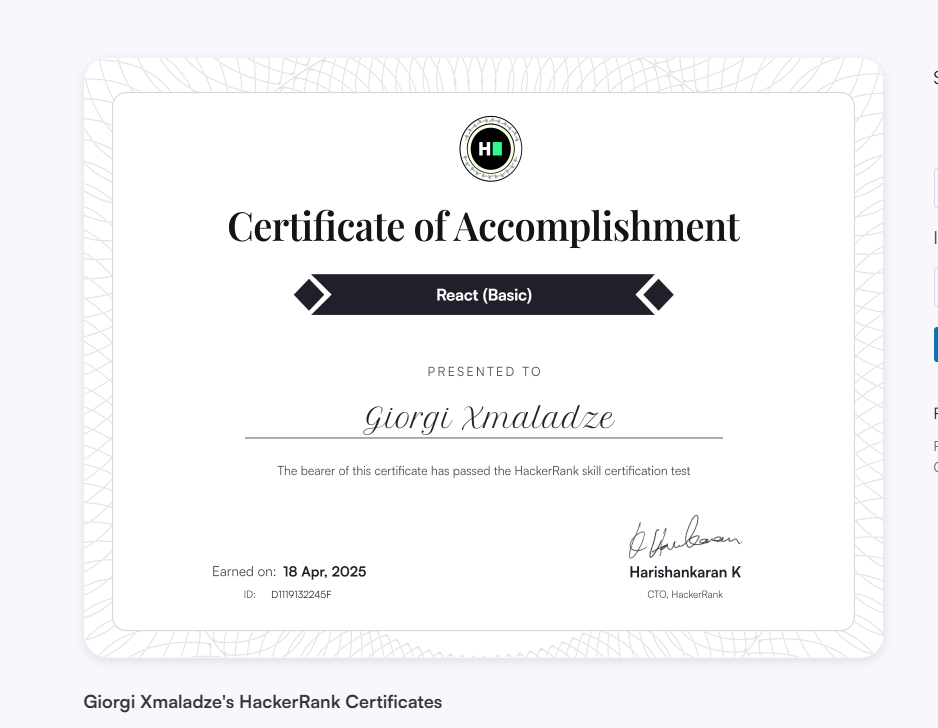 H
Certificate of Accomplishment
React (Basic)
PRESENTED TO
Giorgi Xmaladze
The bearer of this certificate has passed the HackerRank skill certification test
Earned on: 18 Apr, 2025
ID: D1119132245F
Harishankaran K
CTO, HackerRank
Giorgi Xmaladze's HackerRank Certificates